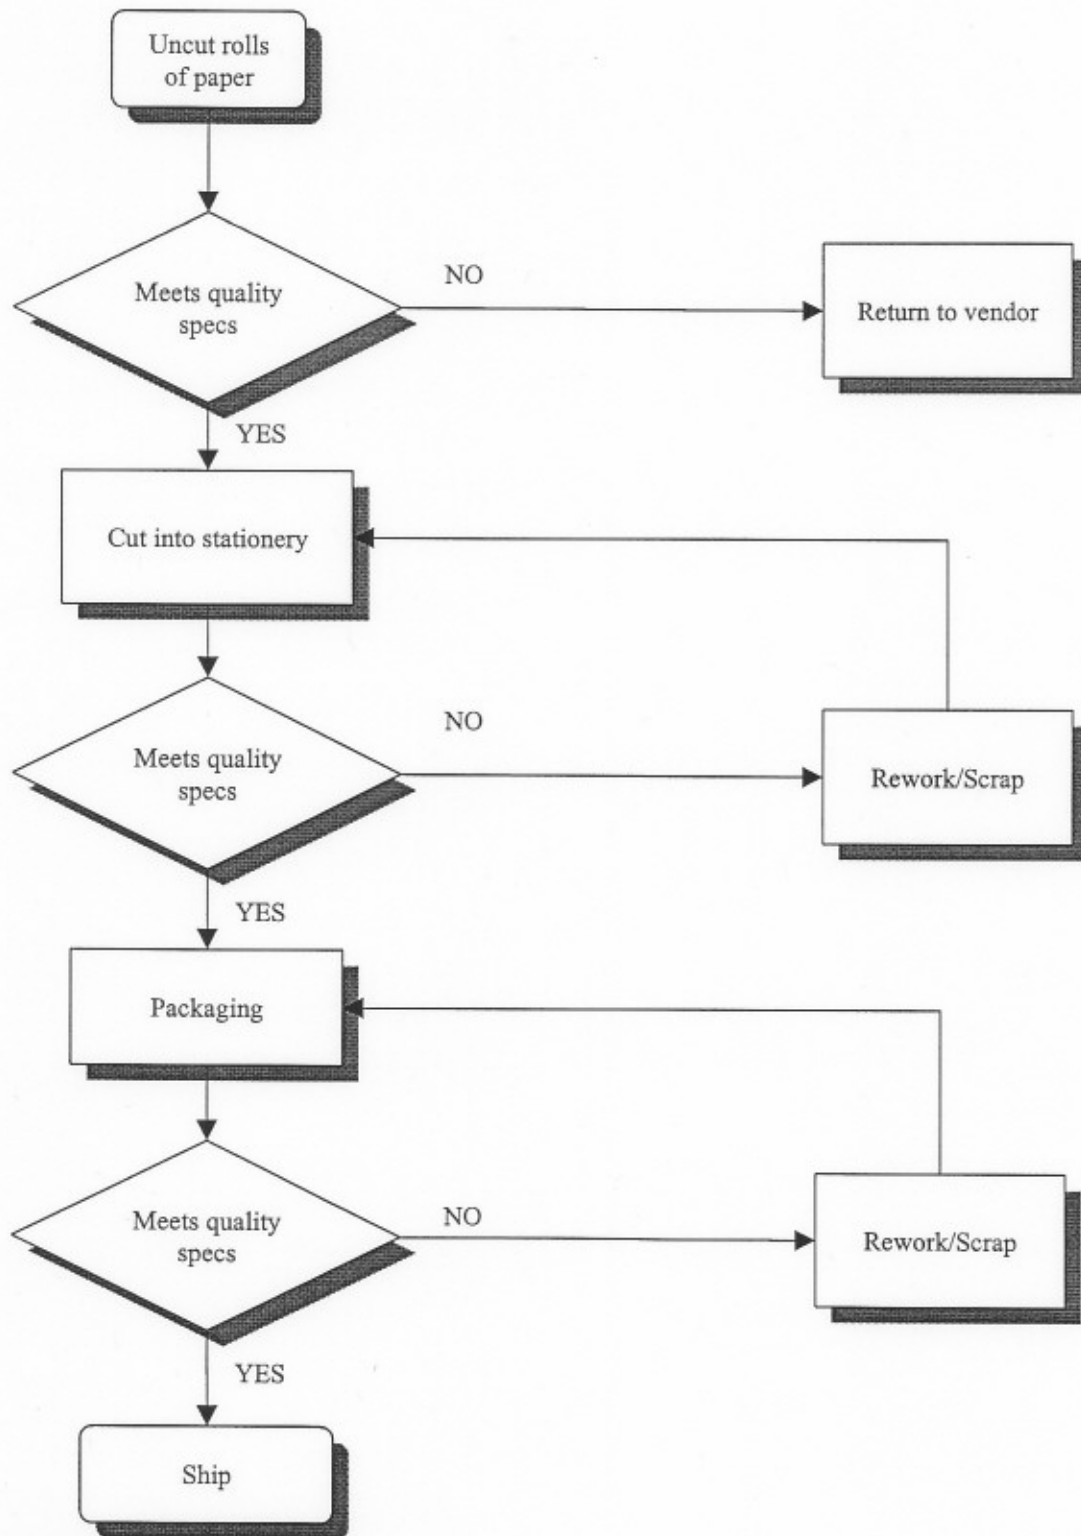 Uncut rolls
of paper
Meets quality
specs
NO
Return to vendor
YES
Cut into stationery
Meets quality
specs
NO
Rework/Scrap
YES
Packaging
Meets quality
specs
NO
Rework/Scrap
YES
Ship